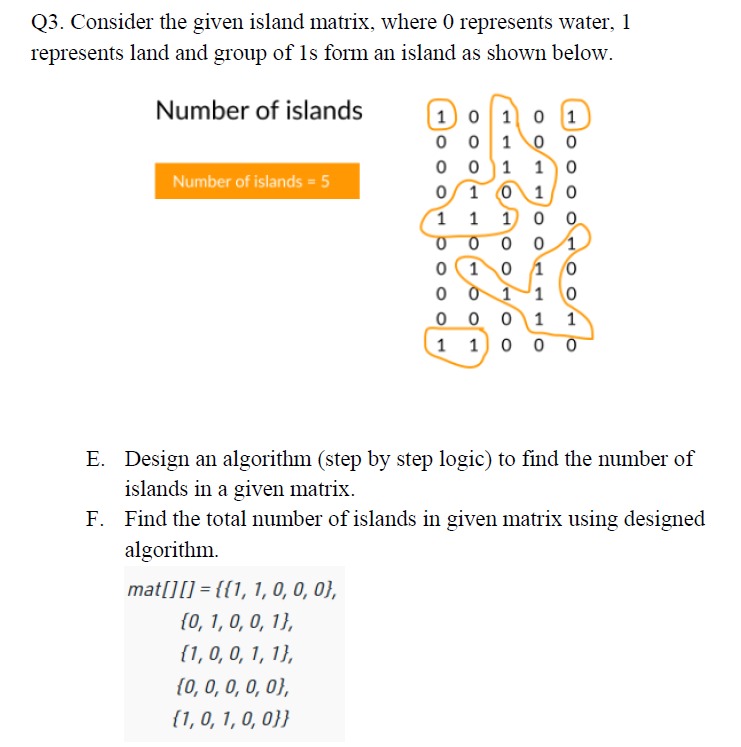 Q3. Consider the given island matrix, where 0 represents water, 1
represents land and group of 1s form an island as shown below.
Number of islands
Number of islands = 5
1 0 1 0 1
0 0 1 0 0
0 0 1 1 0
0 1 0 1 0
1 1 1 0 0
0 0 0 0 1
0 1 0 1 0
0 0 1 1 0
0 0 0 1 1
1 1 0 0 0
E. Design an algorithm (step by step logic) to find the number of
islands in a given matrix.
F. Find the total number of islands in given matrix using designed
algorithm.
mat[][] = {{1, 1, 0, 0, 0},
{0, 1, 0, 0, 1},
{1, 0, 0, 1, 1},
{0, 0, 0, 0, 0},
{1, 0, 1, 0, 0}}